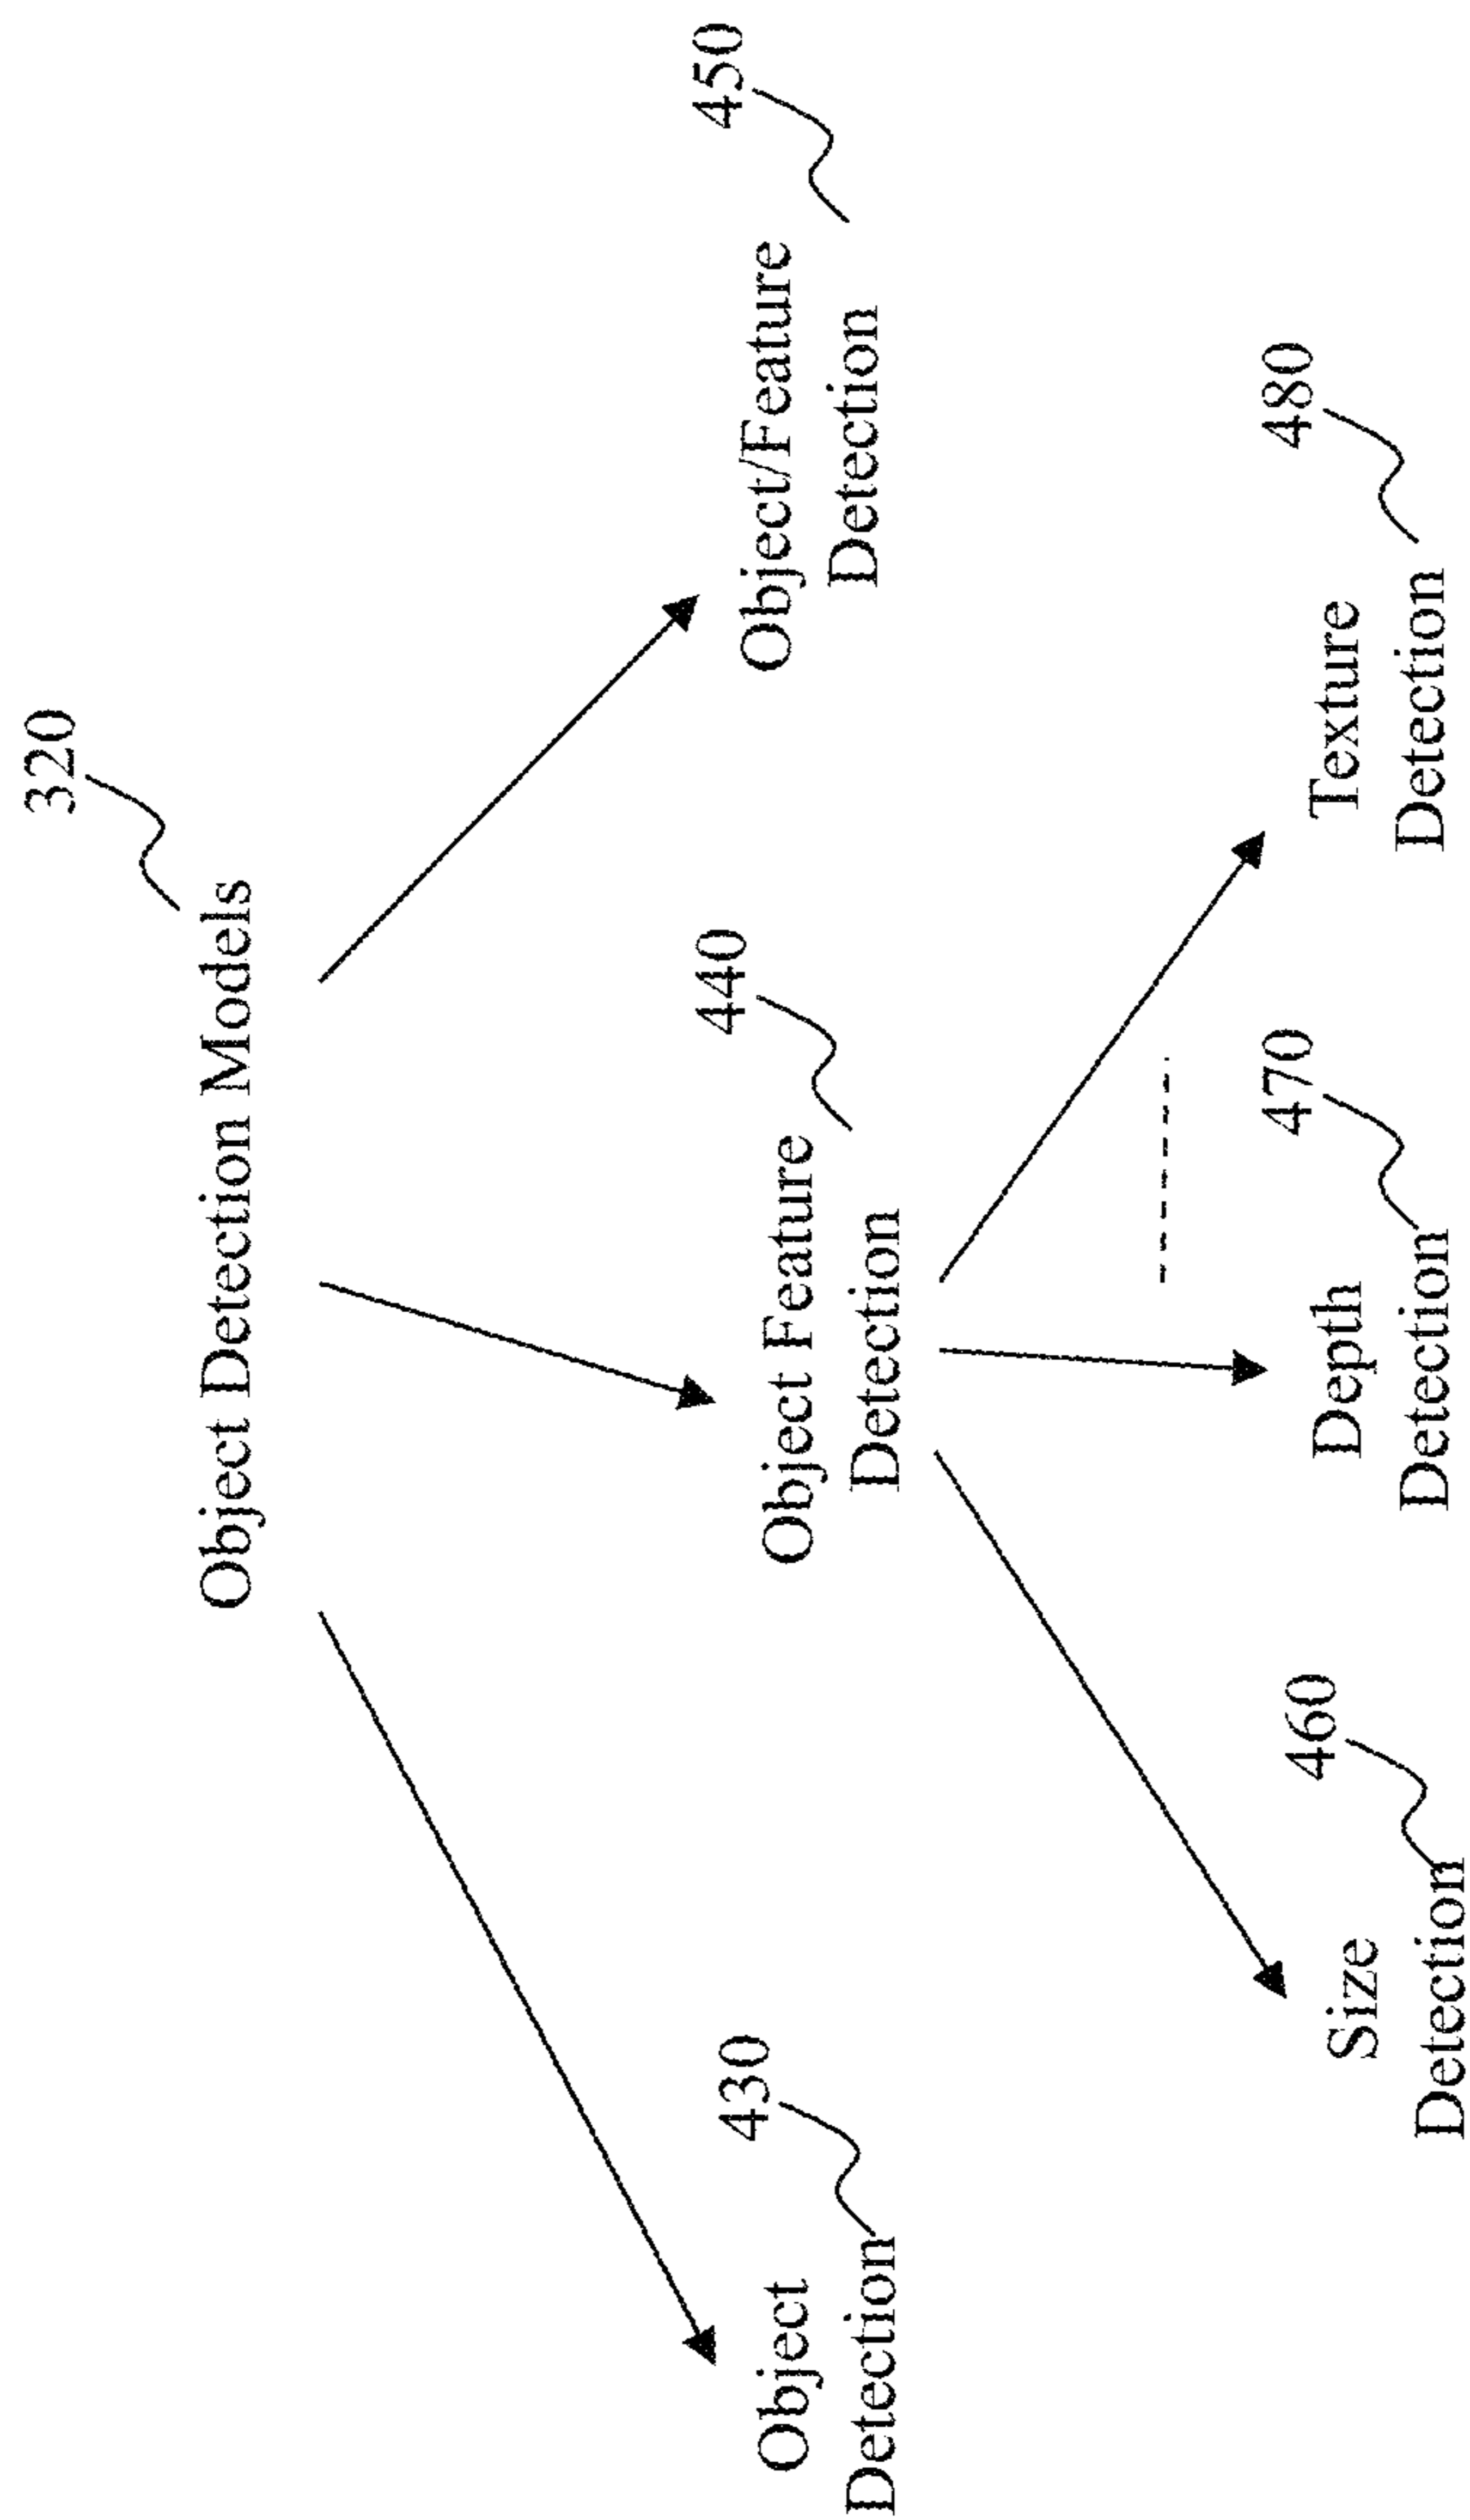 320
Object Detection Models
430
Object
Detection
440
Object Feature
Detection
450
Object/Feature
Detection
460
Size
Detection
470
Depth
Detection
480
Texture
Detection